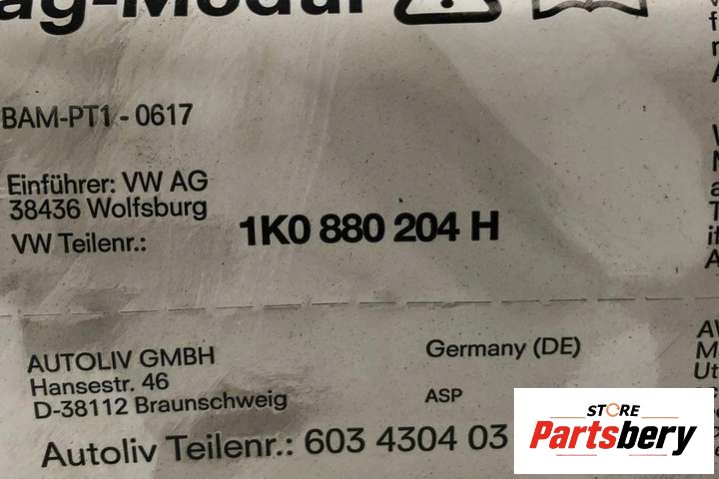 ag-Modul
BAM-PT1 - 0617
Einführer: VW AG
38436 Wolfsburg
VW Teilenr.:
1K0 880 204 H
AUTOLIV GMBH
Hansestr. 46
D-38112 Braunschweig
Germany (DE)
ASP
Autoliv Teilenr.: 603 4304 03
STORE
Partsbery